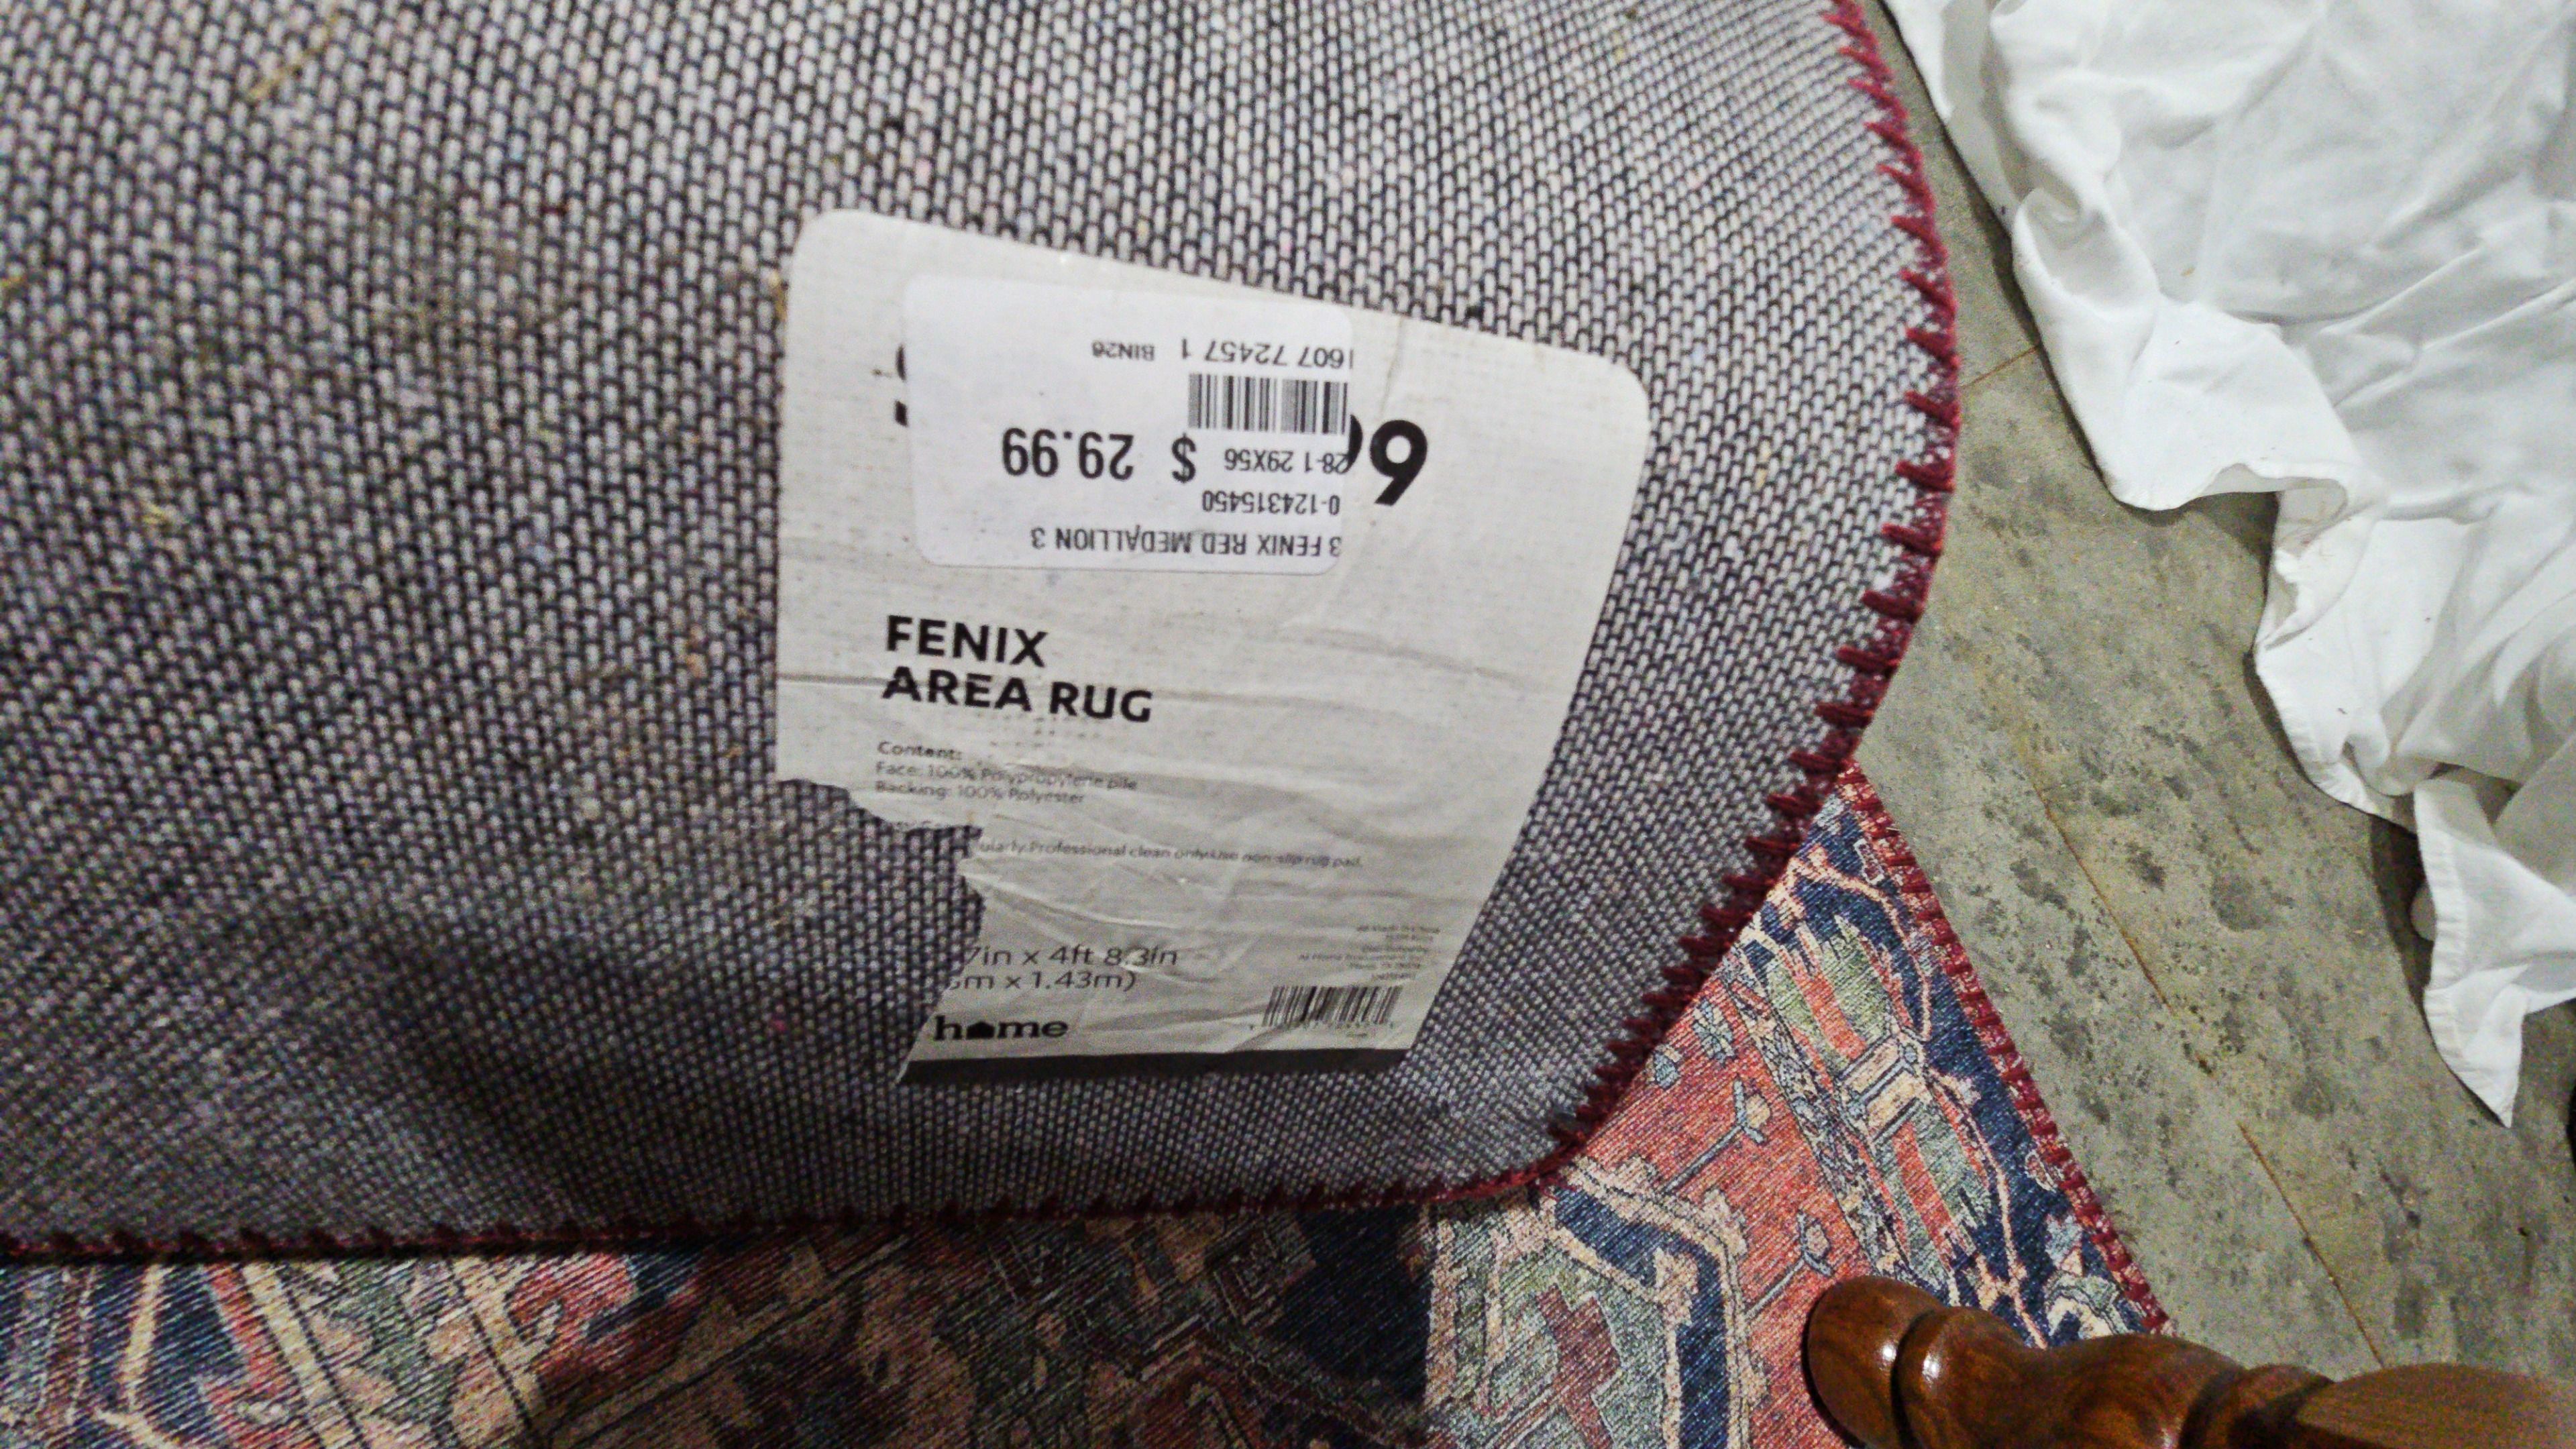 3 FENIX RED MEDALLION 3
0-124315450
28-1 29X56 $ 29.99
607 72457 1 BIN26
FENIX
AREA RUG
Content:
Face: 100% Polypropylene pile
Backing: 100% Polyester
Professional clean only. Use non-slip rug pad.
7in x 4ft 8.3in
m x 1.43m)
home